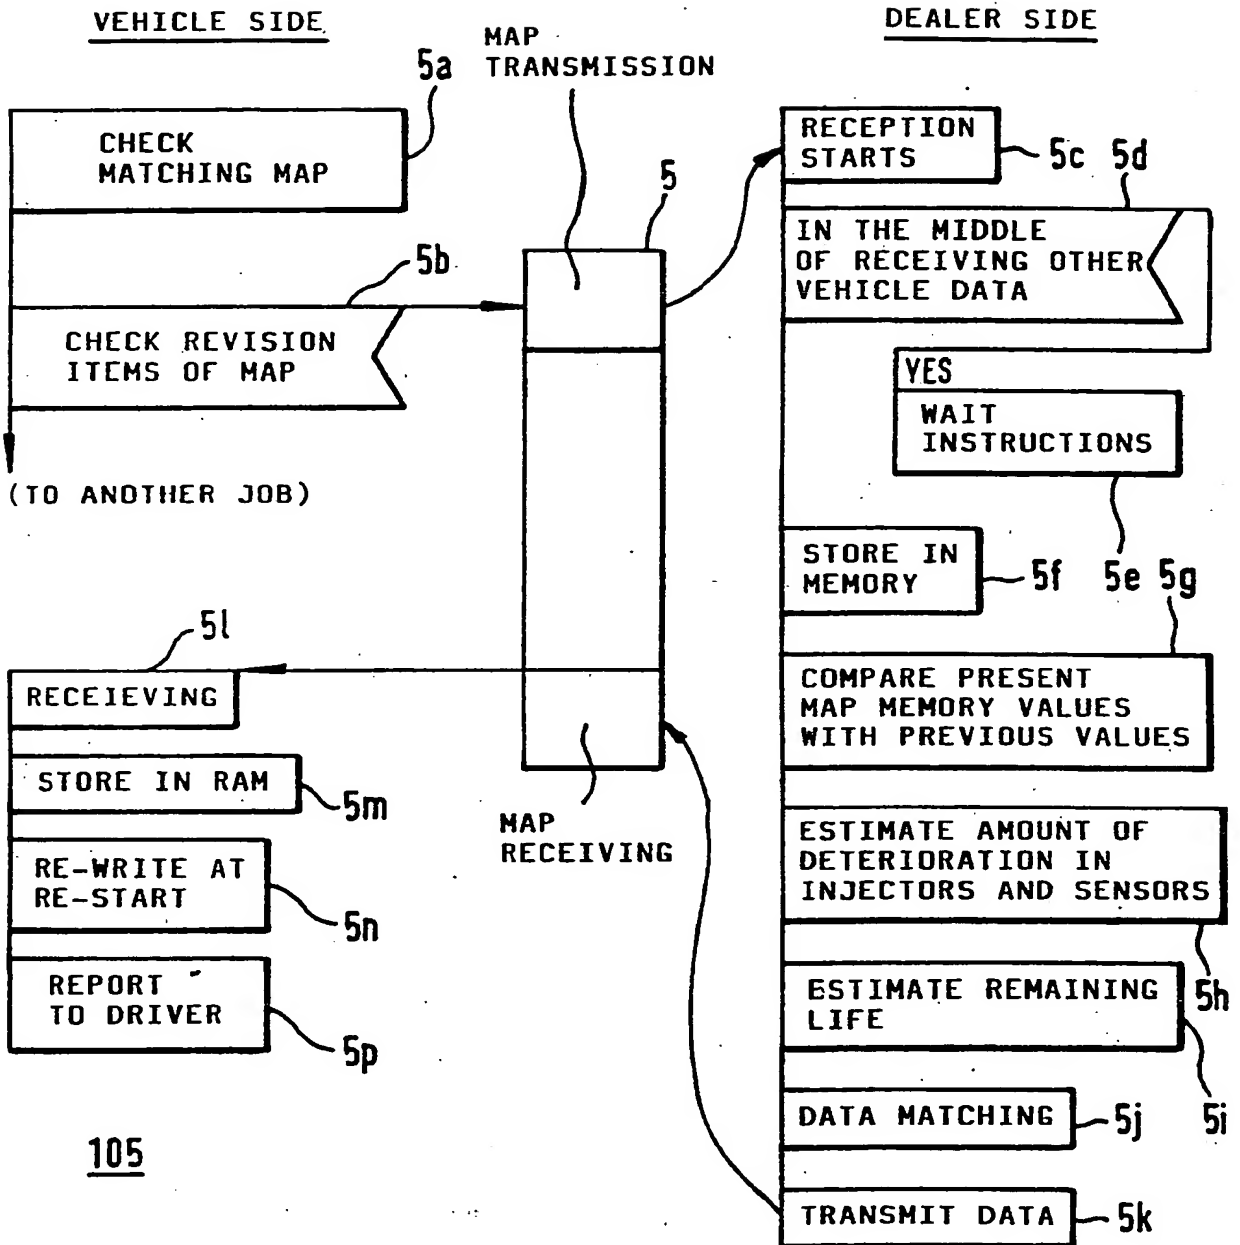 VEHICLE SIDE
DEALER SIDE
MAP
TRANSMISSION
5a
CHECK
MATCHING MAP
5
RECEPTION
STARTS
5c
5d
IN THE MIDDLE
OF RECEIVING OTHER
VEHICLE DATA
5b
CHECK REVISION
ITEMS OF MAP
YES
WAIT
INSTRUCTIONS
(TO ANOTHER JOB)
STORE IN
MEMORY
5f
5e
5g
5l
RECEIEVING
COMPARE PRESENT
MAP MEMORY VALUES
WITH PREVIOUS VALUES
STORE IN RAM
5m
MAP
RECEIVING
ESTIMATE AMOUNT OF
DETERIORATION IN
INJECTORS AND SENSORS
5h
RE-WRITE AT
RE-START
5n
REPORT
TO DRIVER
5p
ESTIMATE REMAINING
LIFE
5i
DATA MATCHING
5j
105
TRANSMIT DATA
5k